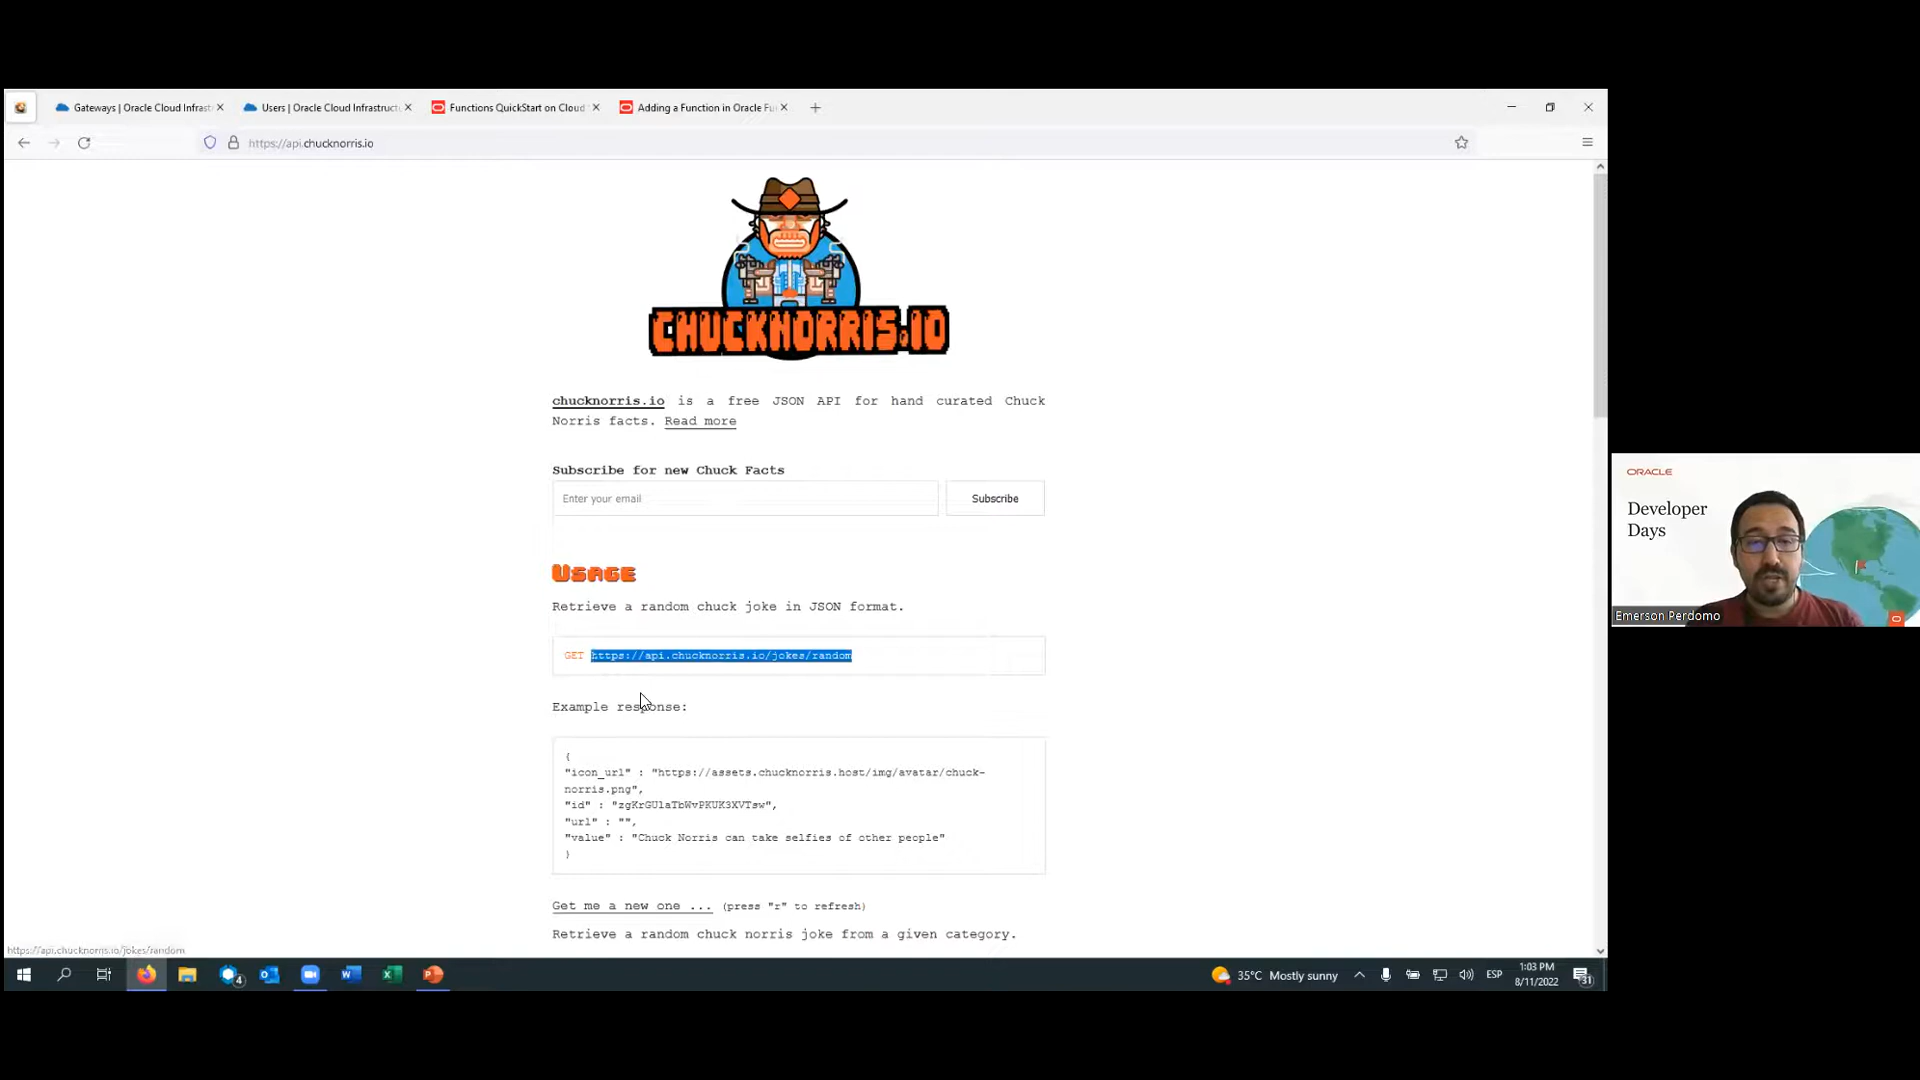 Gateways | Oracle Cloud Infrast
Users | Oracle Cloud Infrastruct
Functions QuickStart on Cloud
Adding a Function in Oracle Fu
https://api.chucknorris.io
CHUCKNORRIS.IO
chucknorris.io is a free JSON API for hand curated Chuck
Norris facts. Read more
Subscribe for new Chuck Facts
Enter your email
Subscribe
Usage
Retrieve a random chuck joke in JSON format.
GET https://api.chucknorris.io/jokes/random
Example response:
{
"icon_url" : "https://assets.chucknorris.host/img/avatar/chuck-
norris.png",
"id" : "zgKrGUlaTbWvPKUK3XVTsw",
"url" : "",
"value" : "Chuck Norris can take selfies of other people"
}
Get me a new one ... (press "r" to refresh)
Retrieve a random chuck norris joke from a given category.
https://api.chucknorris.io/jokes/random
4
35°C Mostly sunny
ESP
1:03 PM
8/11/2022
31
ORACLE
Developer
Days
Emerson Perdomo